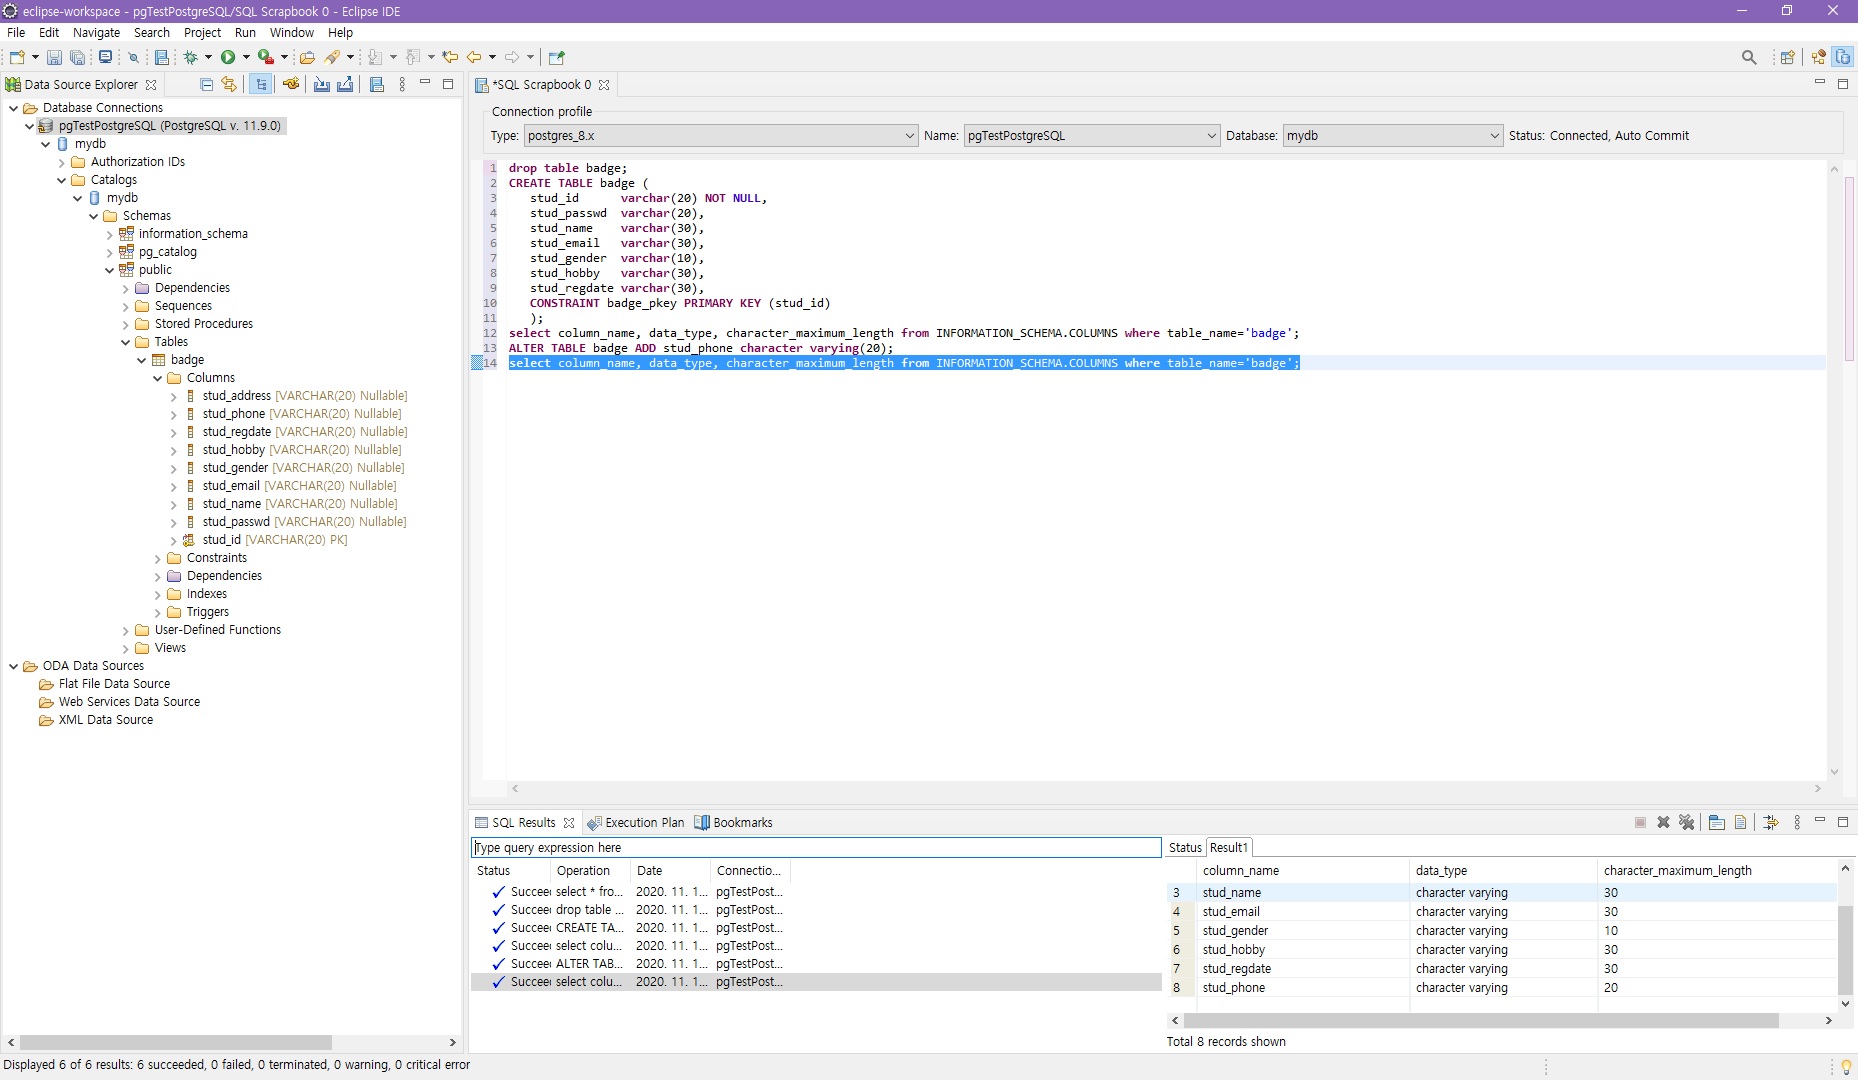 eclipse-workspace - pgTestPostgreSQL/SQL Scrapbook 0 - Eclipse IDE
File Edit Navigate Search Project Run Window Help
Data Source Explorer
Database Connections
pgTestPostgreSQL (PostgreSQL v. 11.9.0)
mydb
Authorization IDs
Catalogs
mydb
Schemas
information_schema
pg_catalog
public
Dependencies
Sequences
Stored Procedures
Tables
badge
Columns
stud_address [VARCHAR(20) Nullable]
stud_phone [VARCHAR(20) Nullable]
stud_regdate [VARCHAR(20) Nullable]
stud_hobby [VARCHAR(20) Nullable]
stud_gender [VARCHAR(20) Nullable]
stud_email [VARCHAR(20) Nullable]
stud_name [VARCHAR(20) Nullable]
stud_passwd [VARCHAR(20) Nullable]
stud_id [VARCHAR(20) PK]
Constraints
Dependencies
Indexes
Triggers
User-Defined Functions
Views
ODA Data Sources
Flat File Data Source
Web Services Data Source
XML Data Source
*SQL Scrapbook 0
Connection profile
Type: postgres_8.x Name: pgTestPostgreSQL Database: mydb Status: Connected, Auto Commit
1 drop table badge;
2 CREATE TABLE badge (
3 stud_id varchar(20) NOT NULL,
4 stud_passwd varchar(20),
5 stud_name varchar(30),
6 stud_email varchar(30),
7 stud_gender varchar(10),
8 stud_hobby varchar(30),
9 stud_regdate varchar(30),
10 CONSTRAINT badge_pkey PRIMARY KEY (stud_id)
11 );
12 select column_name, data_type, character_maximum_length from INFORMATION_SCHEMA.COLUMNS where table_name='badge';
13 ALTER TABLE badge ADD stud_phone character varying(20);
14 select column_name, data_type, character_maximum_length from INFORMATION_SCHEMA.COLUMNS where table_name='badge';
SQL Results Execution Plan Bookmarks
Type query expression here
Status Operation Date Connectio...
Succee select * fro... 2020. 11. 1... pgTestPost...
Succee drop table ... 2020. 11. 1... pgTestPost...
Succee CREATE TA... 2020. 11. 1... pgTestPost...
Succee select colu... 2020. 11. 1... pgTestPost...
Succee ALTER TAB... 2020. 11. 1... pgTestPost...
Succee select colu... 2020. 11. 1... pgTestPost...
Status Result1
column_name data_type character_maximum_length
3 stud_name character varying 30
4 stud_email character varying 30
5 stud_gender character varying 10
6 stud_hobby character varying 30
7 stud_regdate character varying 30
8 stud_phone character varying 20
Total 8 records shown
Displayed 6 of 6 results: 6 succeeded, 0 failed, 0 terminated, 0 warning, 0 critical error